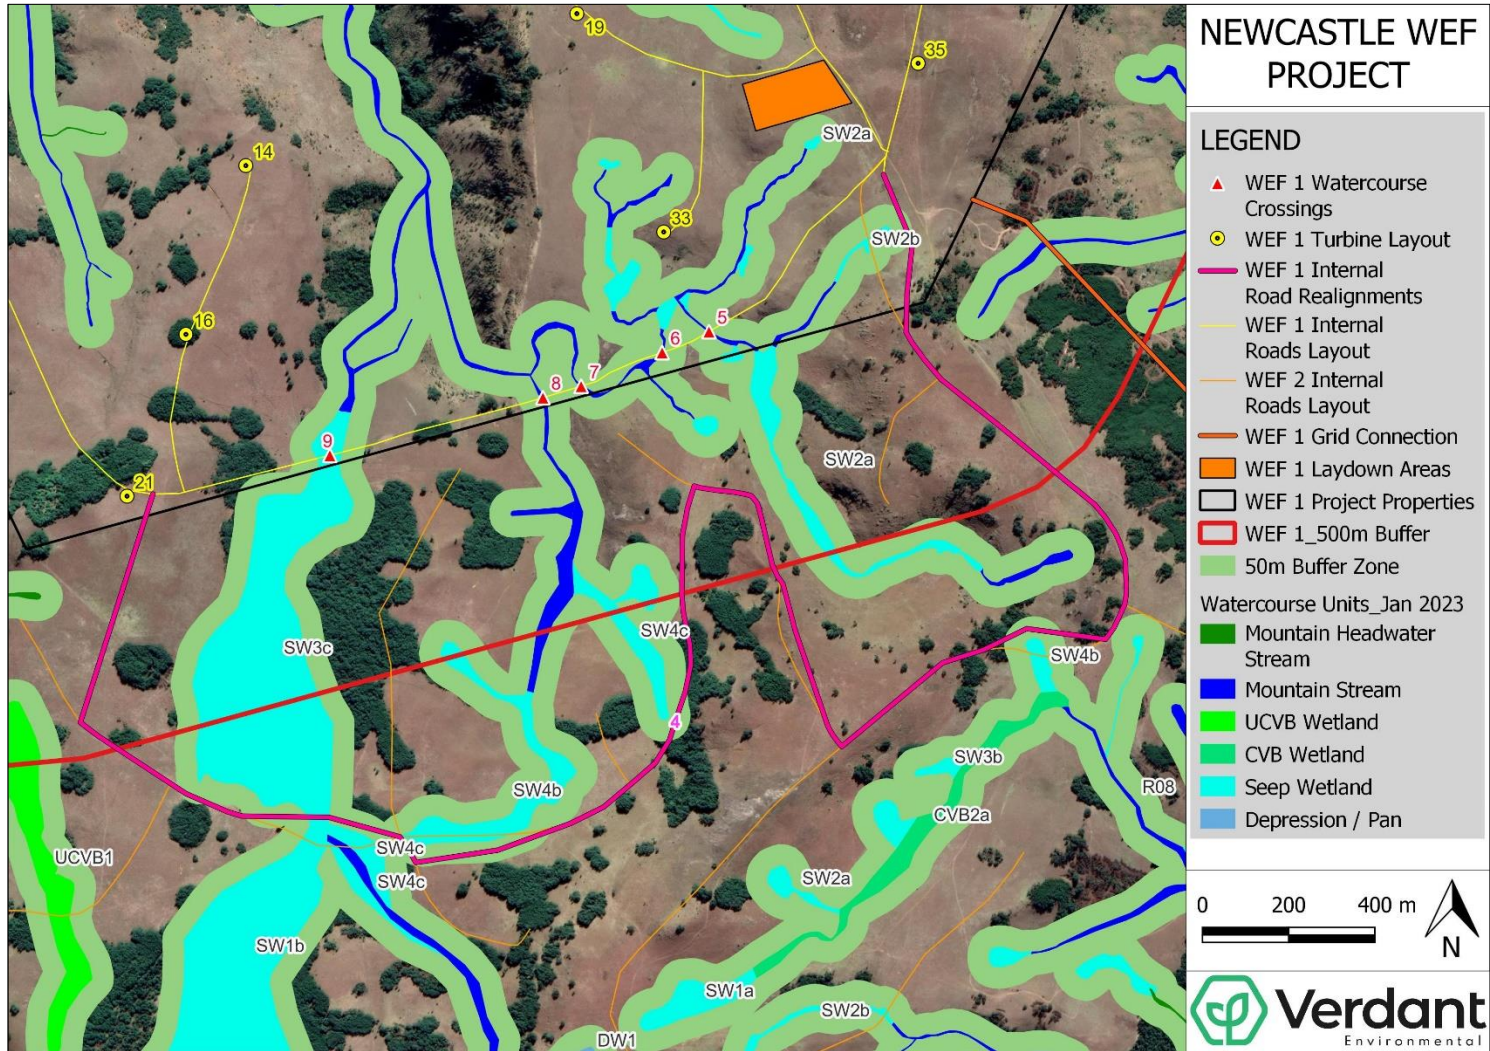 NEWCASTLE WEF
PROJECT
LEGEND
WEF 1 Watercourse
Crossings
WEF 1 Turbine Layout
WEF 1 Internal
Road Realignments
WEF 1 Internal
Roads Layout
WEF 2 Internal
Roads Layout
WEF 1 Grid Connection
WEF 1 Laydown Areas
WEF 1 Project Properties
WEF 1_500m Buffer
50m Buffer Zone
Watercourse Units_Jan 2023
Mountain Headwater
Stream
Mountain Stream
UCVB Wetland
CVB Wetland
Seep Wetland
Depression / Pan
0 200 400 m
N
Verdant
Environmental
19
35
SW2a
14
33
SW2b
16
5
6
7
8
9
SW2a
21
SW4c
SW3c
SW4b
4
SW3b
R08
SW4b
CVB2a
SW4c
UCVB1
SW4c
SW2a
SW1b
SW1a
SW2b
DW1